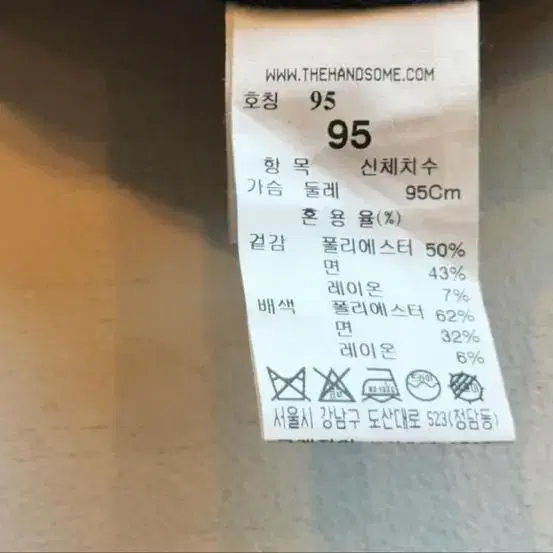 WWW.THEHANDSOME.COM
호칭 95
95
항 목 신체치수
가슴 둘레 95Cm
혼 용 율(%)
겉감 폴리에스터 50%
면 43%
레이온 7%
배색 폴리에스터 62%
면 32%
레이온 6%
서울시 강남구 도산대로 523(청담동)